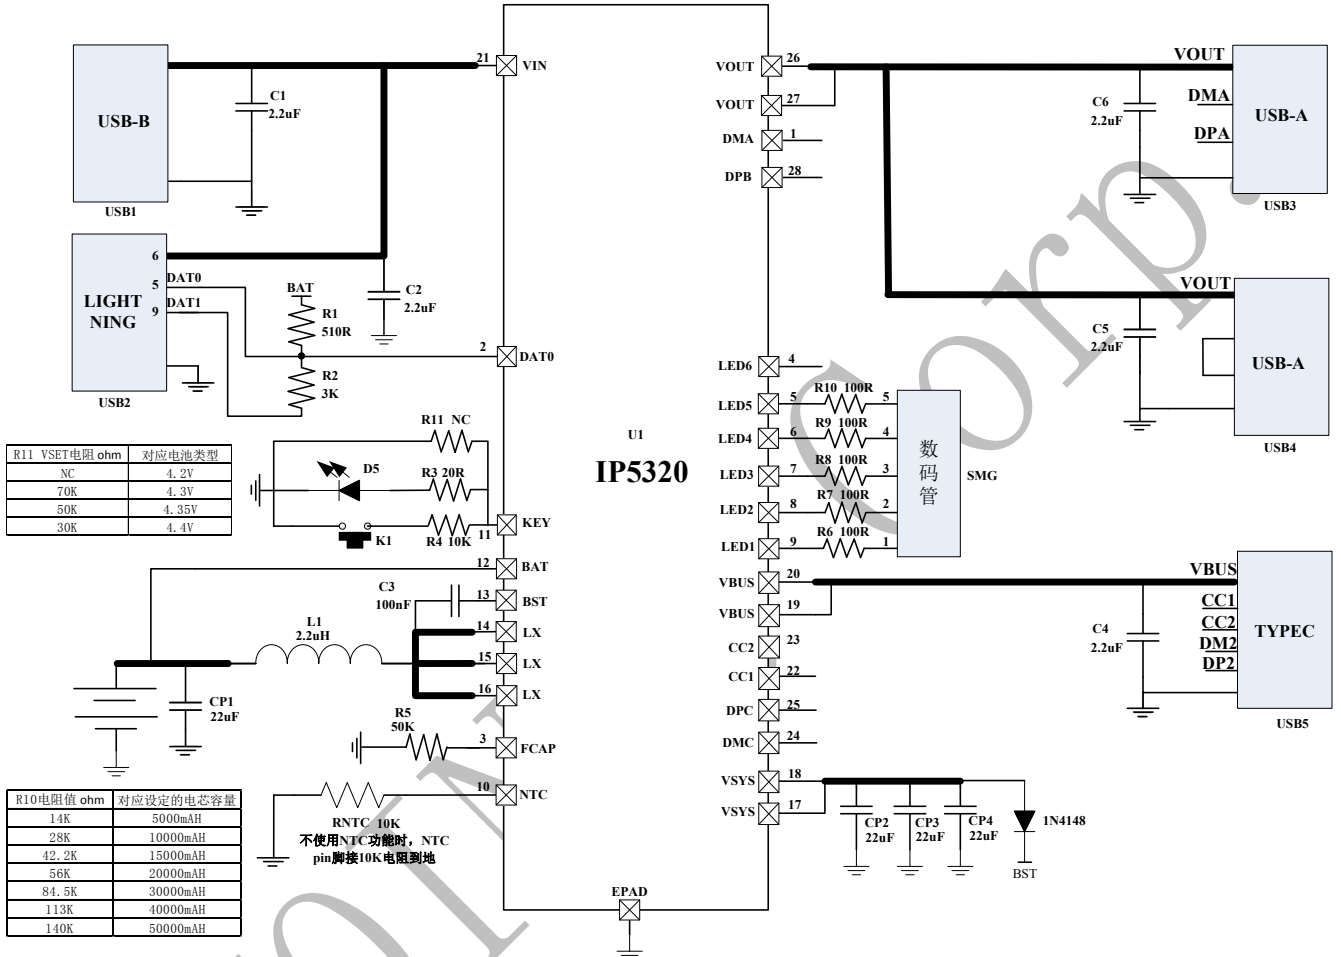 USB-B
USB1
C1
2.2uF
21
VIN
LIGHT
NING
USB2
6
5
DAT0
9
DAT1
BAT
R1
510R
R2
3K
C2
2.2uF
2
DAT0
R11 NC
D5
R3 20R
K1
R4 10K
11
KEY
R11 VSET电阻 ohm 对应电池类型
NC 4.2V
70K 4.3V
50K 4.35V
30K 4.4V
12
BAT
C3
100nF
13
BST
L1
2.2uH
14
LX
15
LX
16
LX
CP1
22uF
R5
50K
3
FCAP
10
NTC
RNTC 10K
不使用NTC功能时，NTC
pin脚接10K电阻到地
R10电阻值 ohm 对应设定的电芯容量
14K 5000mAH
28K 10000mAH
42.2K 15000mAH
56K 20000mAH
84.5K 30000mAH
113K 40000mAH
140K 50000mAH
U1
IP5320
EPAD
VOUT
26
VOUT
27
DMA
1
DPB
28
VOUT
DMA
DPA
C6
2.2uF
USB-A
USB3
VOUT
C5
2.2uF
USB-A
USB4
LED6
4
LED5
5
R10 100R
5
LED4
6
R9 100R
4
LED3
7
R8 100R
3
LED2
8
R7 100R
2
LED1
9
R6 100R
1
数
码
管
SMG
VBUS
20
VBUS
19
CC2
23
CC1
22
DPC
25
DMC
24
VBUS
CC1
CC2
DM2
DP2
C4
2.2uF
TYPEC
USB5
VSYS
18
VSYS
17
CP2
22uF
CP3
22uF
CP4
22uF
1N4148
BST
Corp.